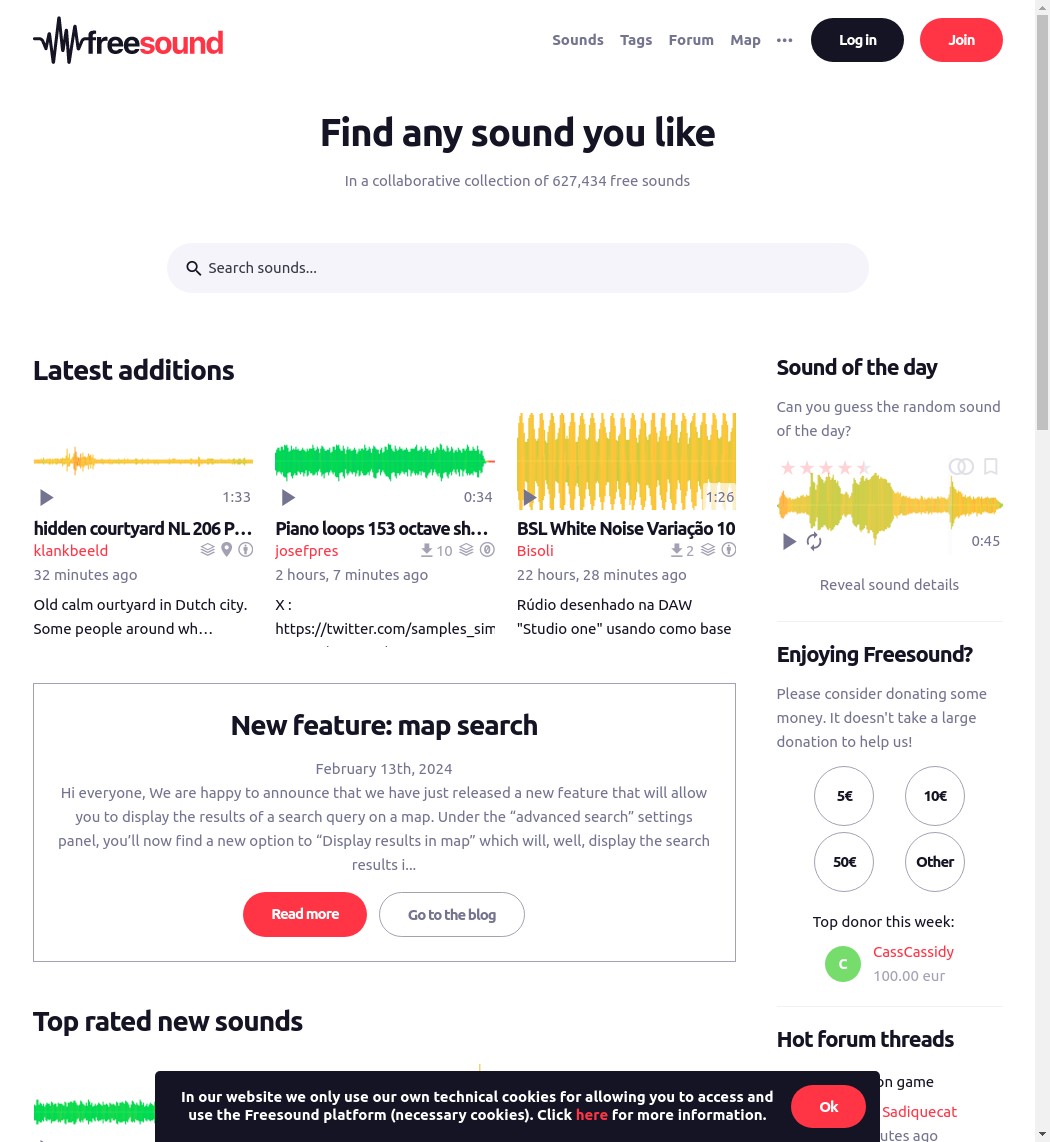 freesound
Sounds Tags Forum Map ••• Log in Join
Find any sound you like
In a collaborative collection of 627,434 free sounds
Search sounds...
Latest additions
1:33
hidden courtyard NL 206 P…
klankbeeld
32 minutes ago
Old calm ourtyard in Dutch city.
Some people around wh…
0:34
Piano loops 153 octave sh…
josefpres
10
2 hours, 7 minutes ago
X :
https://twitter.com/samples_sim
1:26
BSL White Noise Variação 10
Bisoli
2
22 hours, 28 minutes ago
Rúdio desenhado na DAW
"Studio one" usando como base
New feature: map search
February 13th, 2024
Hi everyone, We are happy to announce that we have just released a new feature that will allow
you to display the results of a search query on a map. Under the “advanced search” settings
panel, you’ll now find a new option to “Display results in map” which will, well, display the search
results i...
Read more Go to the blog
Top rated new sounds
Sound of the day
Can you guess the random sound
of the day?
0:45
Reveal sound details
Enjoying Freesound?
Please consider donating some
money. It doesn't take a large
donation to help us!
5€ 10€
50€ Other
Top donor this week:
C
CassCassidy
100.00 eur
Hot forum threads
on game
Sadiquecat
utes ago
In our website we only use our own technical cookies for allowing you to access and
use the Freesound platform (necessary cookies). Click here for more information.
Ok